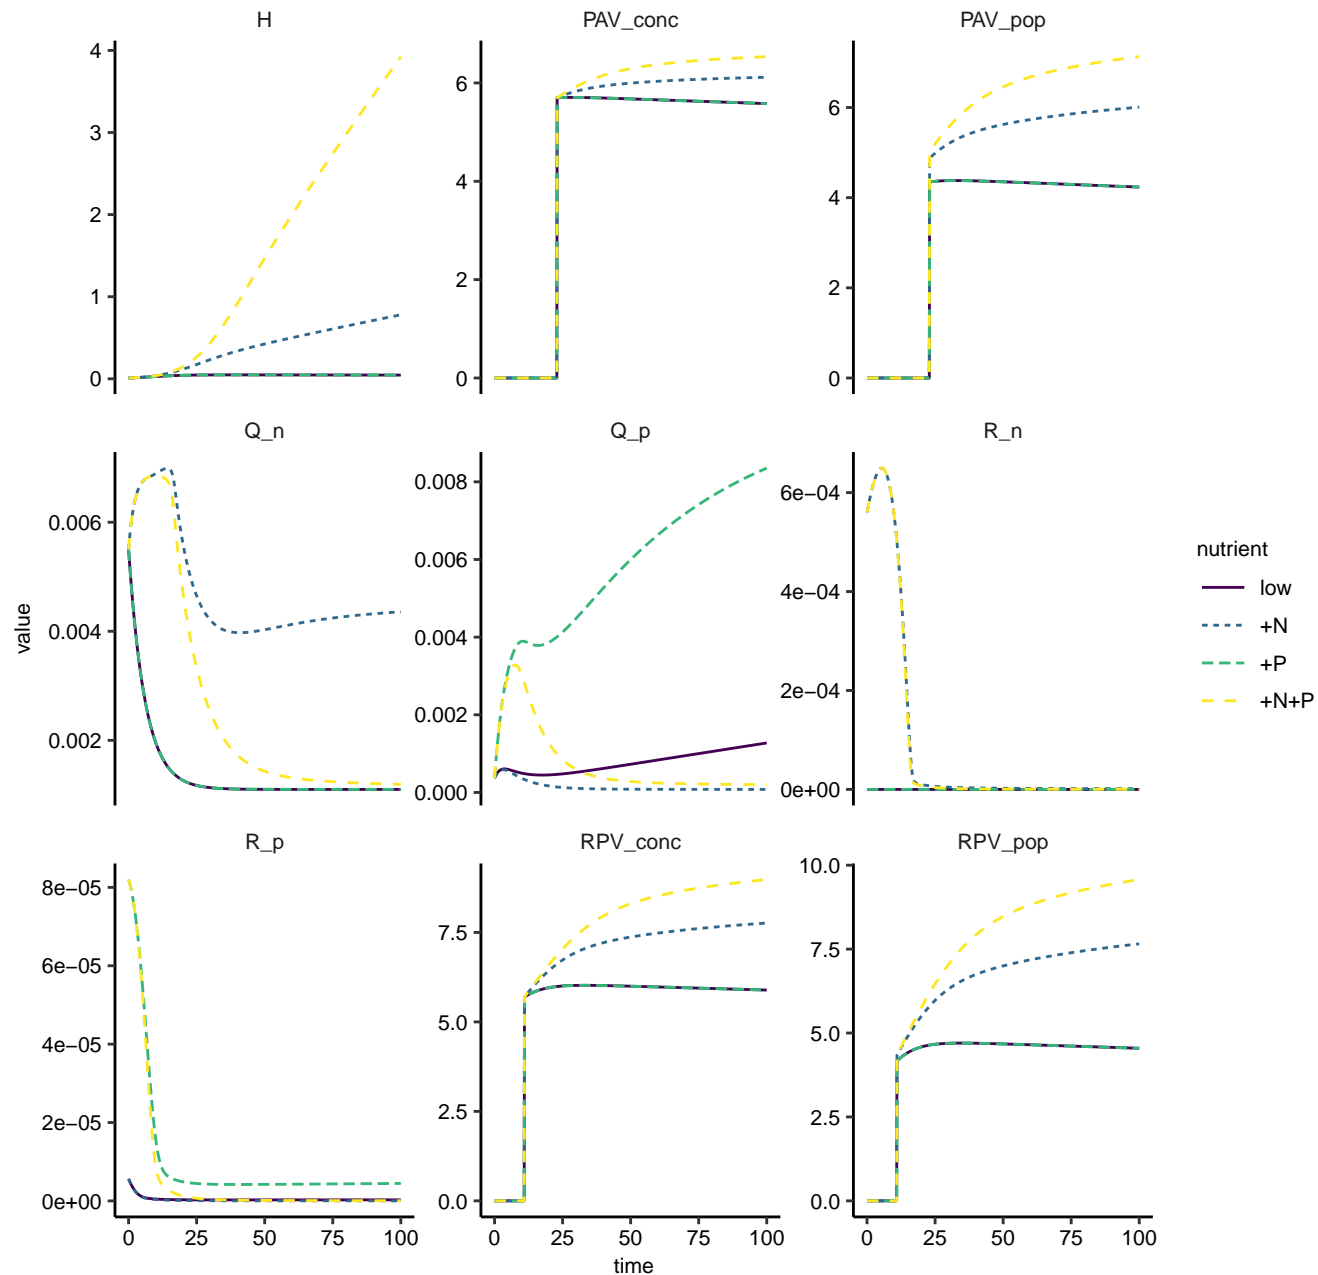 H
PAV_conc
PAV_pop
4
3
2
1
0
6
4
2
0
6
4
2
0
Q_n
Q_p
R_n
0.006
0.004
0.002
0.008
0.006
0.004
0.002
0.000
6e−04
4e−04
2e−04
0e+00
R_p
RPV_conc
RPV_pop
8e−05
6e−05
4e−05
2e−05
0e+00
7.5
5.0
2.5
0.0
10.0
7.5
5.0
2.5
0.0
0 25 50 75 100
0 25 50 75 100
0 25 50 75 100
time
value
nutrient
low
+N
+P
+N+P